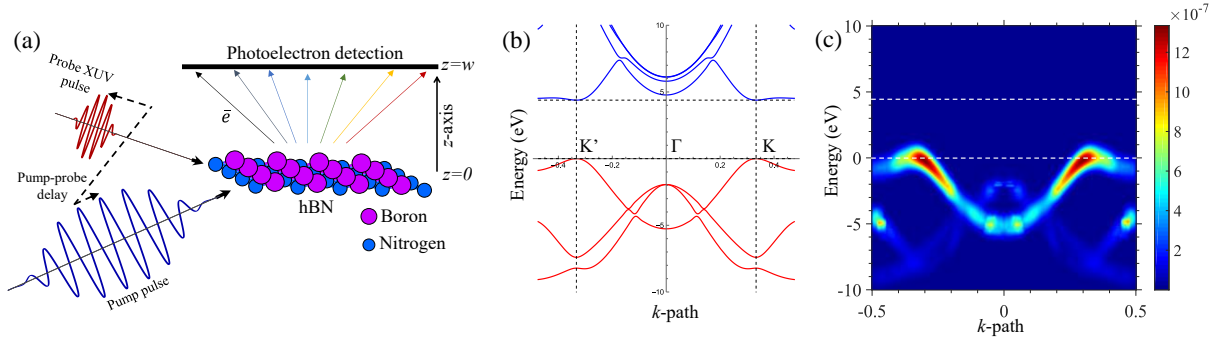 (a)
Photoelectron detection
z=w
Probe XUV
pulse
ē
z-axis
Pump-probe
delay
z=0
hBN
Boron
Nitrogen
Pump pulse
(b)
10
5
Energy (eV)
K’
Γ
K
-0.4
-0.2
0
0.2
0.4
-5
-10
k-path
(c)
10
5
0
-5
-10
Energy (eV)
-0.5
0
0.5
k-path
×10⁻⁷
12
10
8
6
4
2